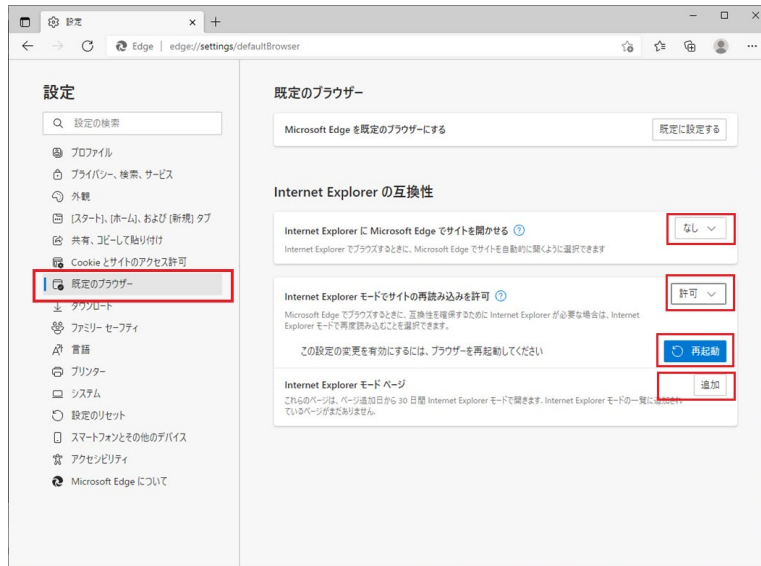 設定
Edge | edge://settings/defaultBrowser
設定
設定の検索
プロファイル
プライバシー、検索、サービス
外観
[スタート]、[ホーム]、および [新規] タブ
共有、コピーして貼り付け
Cookie とサイトのアクセス許可
既定のブラウザー
ダウンロード
ファミリー セーフティ
言語
プリンター
システム
設定のリセット
スマートフォンとその他のデバイス
アクセシビリティ
Microsoft Edge について
既定のブラウザー
Microsoft Edge を既定のブラウザーにする
既定に設定する
Internet Explorer の互換性
Internet Explorer に Microsoft Edge でサイトを開かせる
なし
Internet Explorer でブラウズするときに、Microsoft Edge でサイトを自動的に開くように選択できます
Internet Explorer モードでサイトの再読み込みを許可
許可
Microsoft Edge でブラウズするときに、互換性を確保するために Internet Explorer が必要な場合は、Internet
Explorer モードで再度読み込むことを選択できます。
この設定の変更を有効にするには、ブラウザーを再起動してください
再起動
Internet Explorer モード ページ
追加
これらのページは、ページ追加日から 30 日間 Internet Explorer モードで開きます. Internet Explorer モードの一覧に追加され
ているページがまだありません.